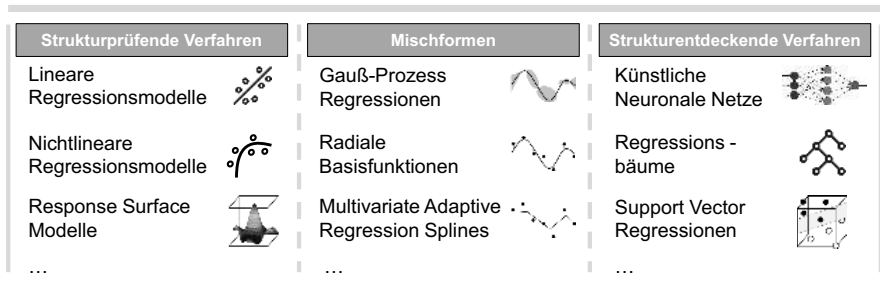 Strukturprüfende Verfahren
Lineare
Regressionsmodelle
Nichtlineare
Regressionsmodelle
Response Surface
Modelle
…
Mischformen
Gauß-Prozess
Regressionen
Radiale
Basisfunktionen
Multivariate Adaptive
Regression Splines
…
Strukturentdeckende Verfahren
Künstliche
Neuronale Netze
Regressions -
bäume
Support Vector
Regressionen
…